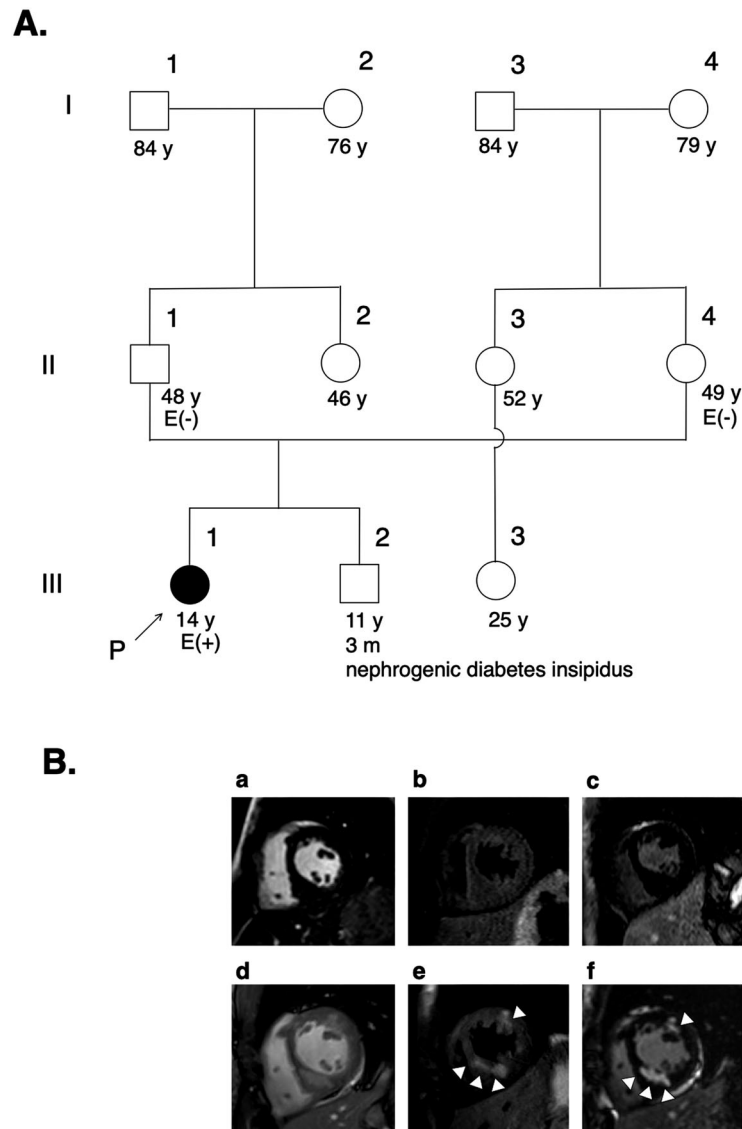 A.
1 2 3 4
I
84 y 76 y 84 y 79 y
1 2 3 4
II
48 y 46 y 52 y 49 y
E(-) E(-)
1 2 3
III
14 y 11 y 25 y
E(+) 3 m
P
nephrogenic diabetes insipidus
B.
a b c
d e f